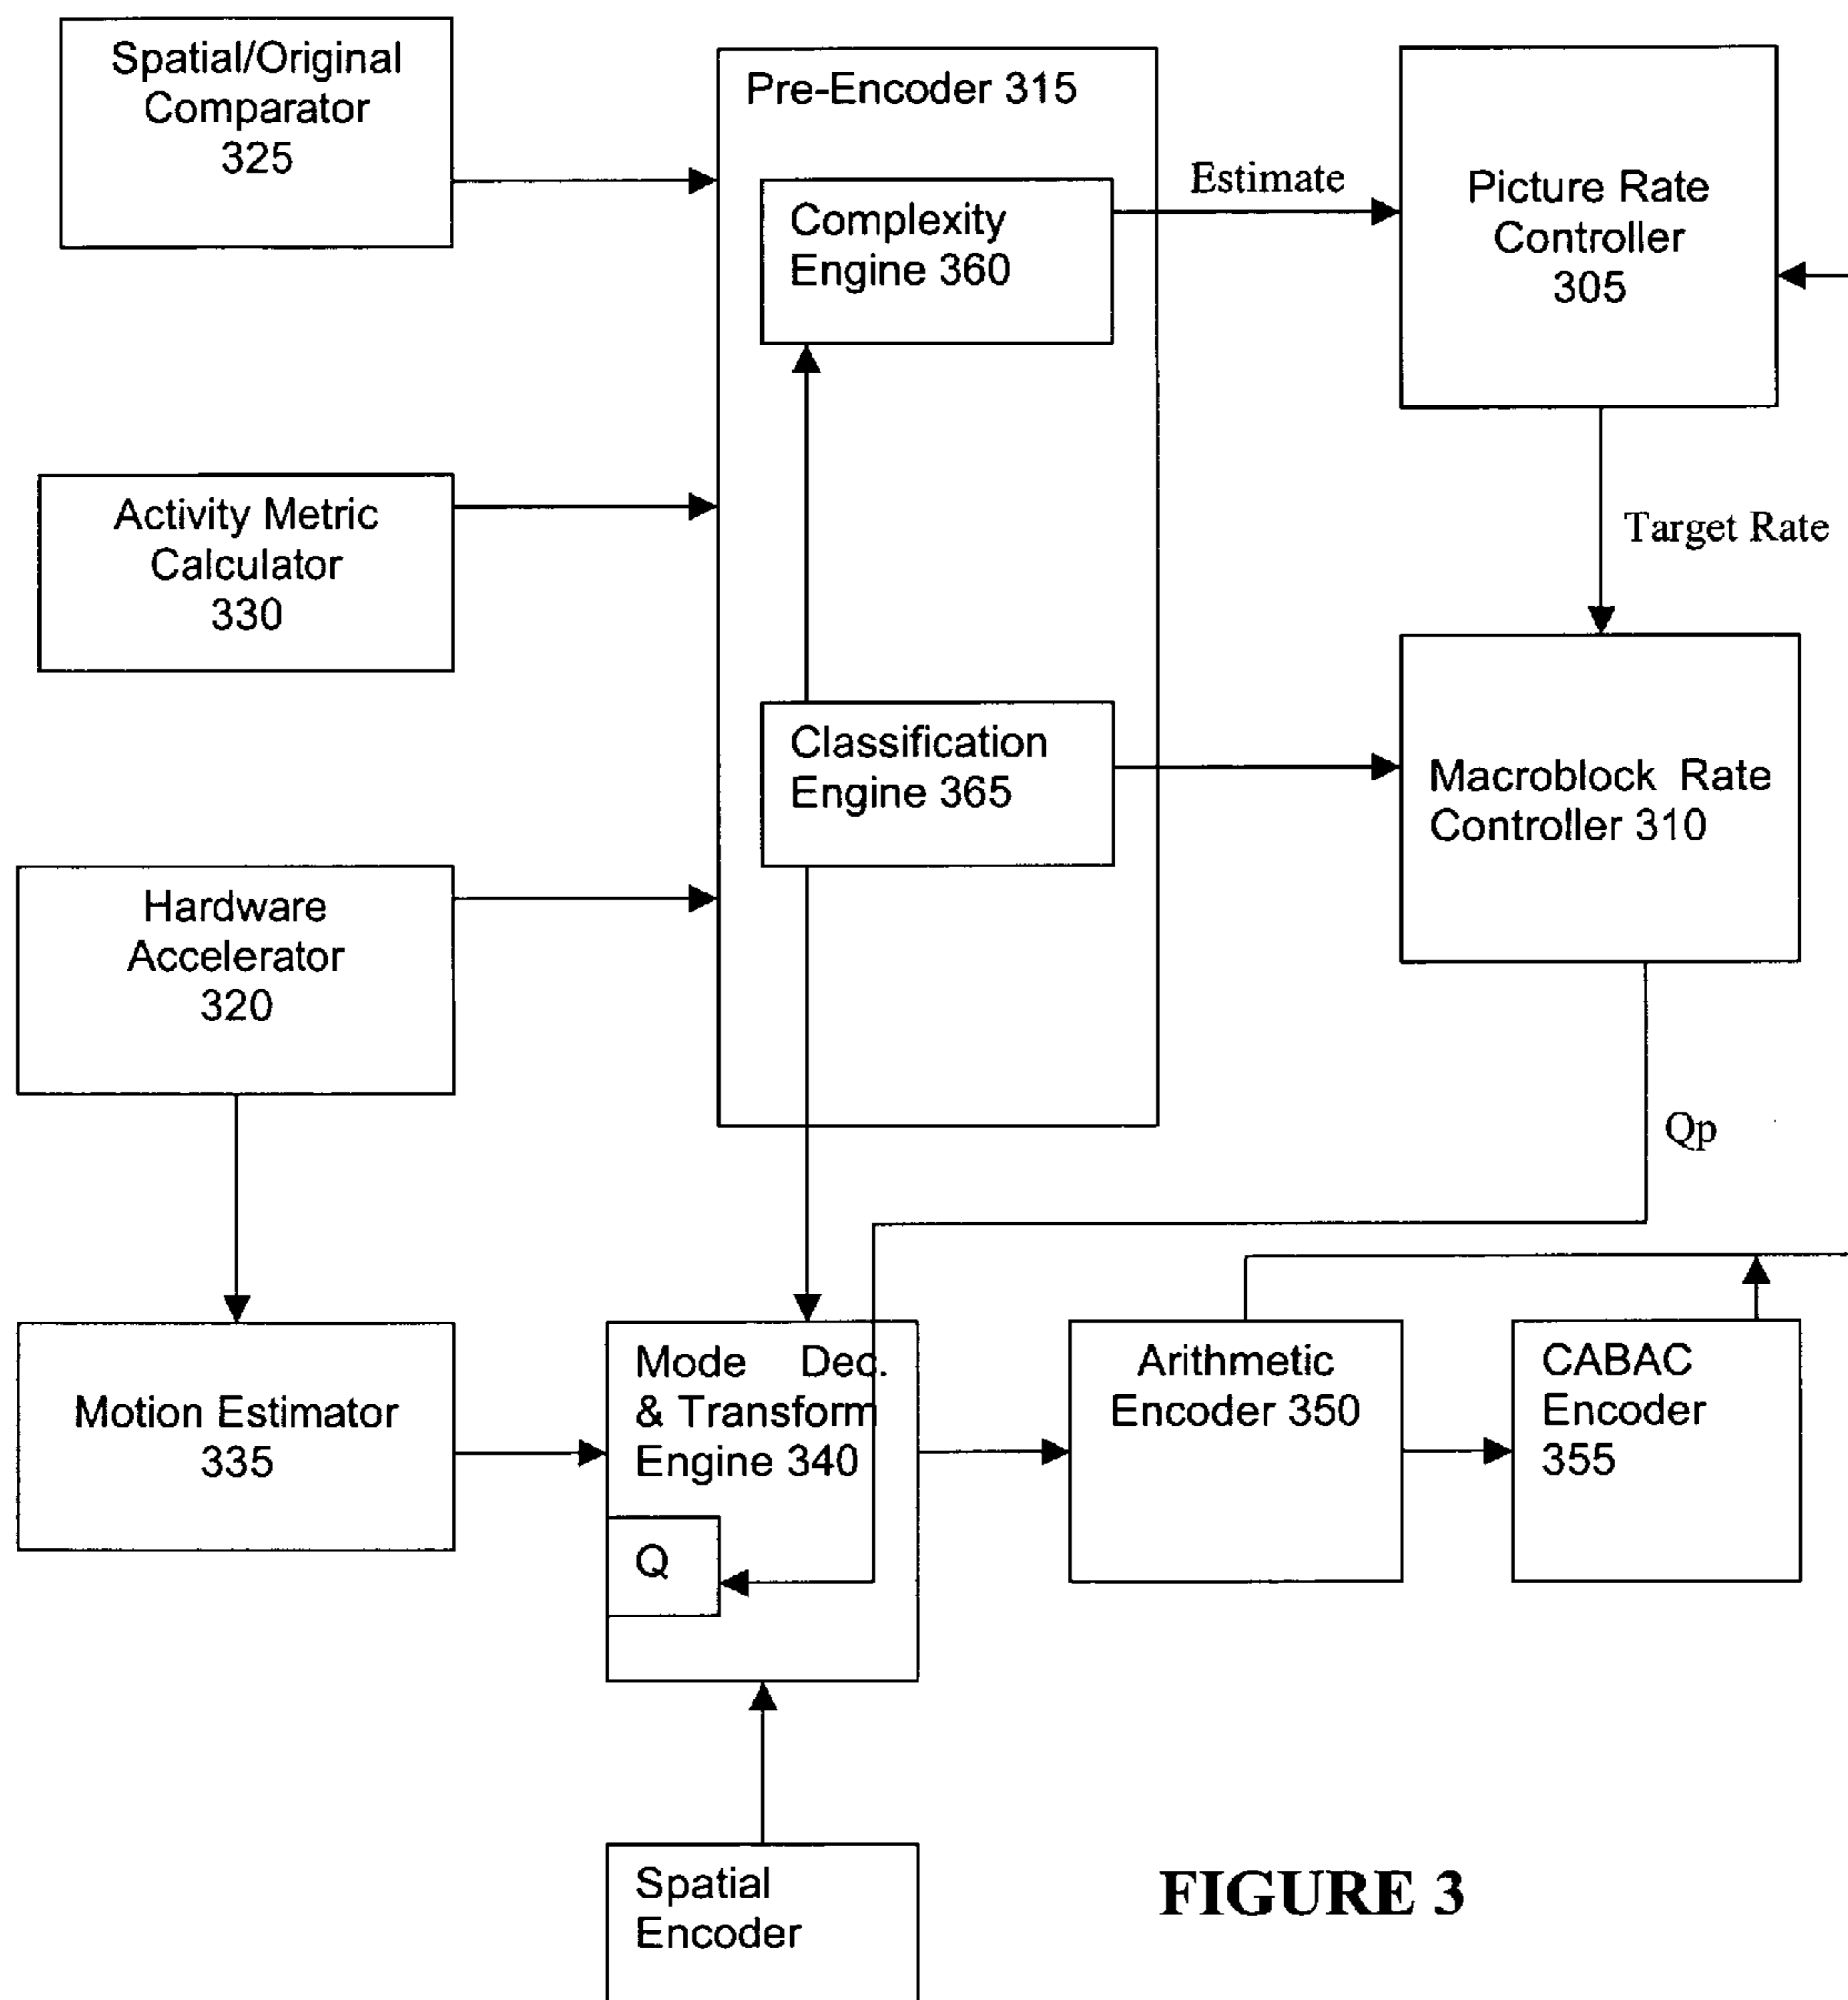 Spatial/Original
Comparator
325
Pre-Encoder 315
Complexity
Engine 360
Estimate
Picture Rate
Controller
305
Activity Metric
Calculator
330
Target Rate
Classification
Engine 365
Macroblock Rate
Controller 310
Hardware
Accelerator
320
Qp
Motion Estimator
335
Mode Dec.
& Transform
Engine 340
Q
Arithmetic
Encoder 350
CABAC
Encoder
355
Spatial
Encoder
FIGURE 3